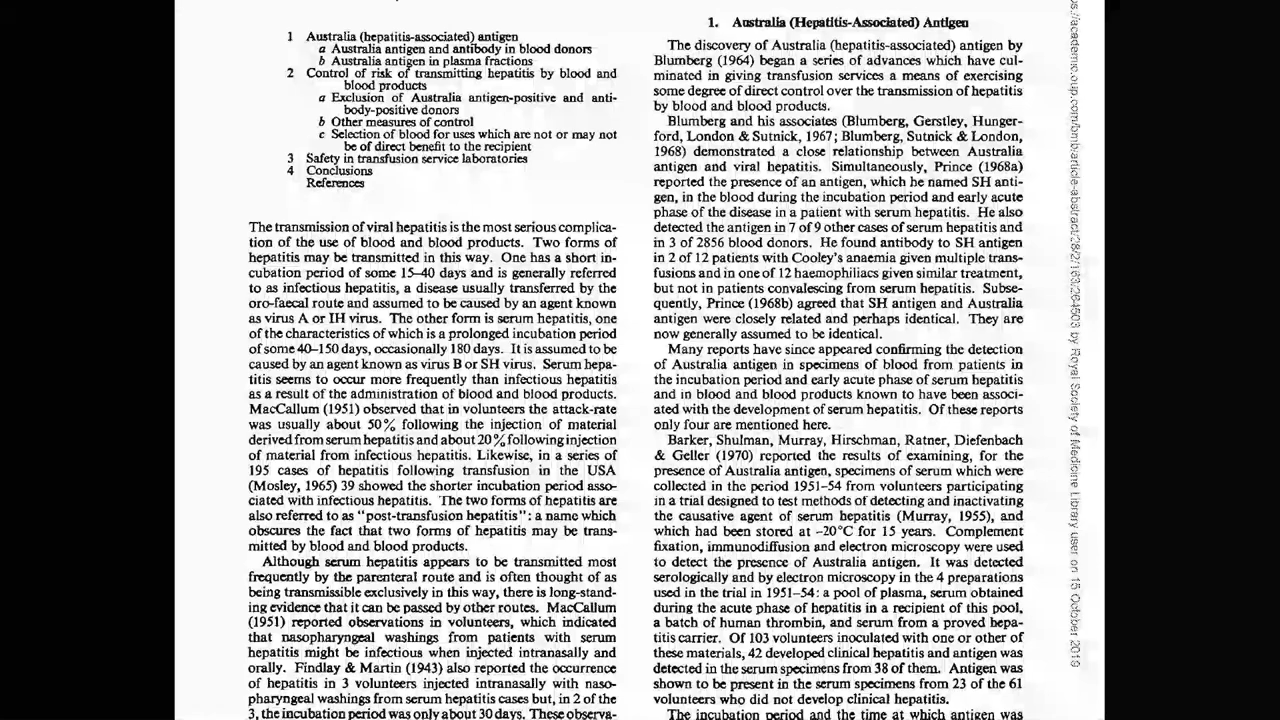 1 Australia (hepatitis-associated) antigen
a Australia antigen and antibody in blood donors
b Australia antigen in plasma fractions
2 Control of risk of transmitting hepatitis by blood and
blood products
a Exclusion of Australia antigen-positive and anti-
body-positive donors
b Other measures of control
c Selection of blood for uses which are not or may not
be of direct benefit to the recipient
3 Safety in transfusion service laboratories
4 Conclusions
References
The transmission of viral hepatitis is the most serious complica-
tion of the use of blood and blood products. Two forms of
hepatitis may be transmitted in this way. One has a short in-
cubation period of some 15–40 days and is generally referred
to as infectious hepatitis, a disease usually transferred by the
oro-faecal route and assumed to be caused by an agent known
as virus A or IH virus. The other form is serum hepatitis, one
of the characteristics of which is a prolonged incubation period
of some 40–150 days, occasionally 180 days. It is assumed to be
caused by an agent known as virus B or SH virus. Serum hepa-
titis seems to occur more frequently than infectious hepatitis
as a result of the administration of blood and blood products.
MacCallum (1951) observed that in volunteers the attack-rate
was usually about 50% following the injection of material
derived from serum hepatitis and about 20% following injection
of material from infectious hepatitis. Likewise, in a series of
195 cases of hepatitis following transfusion in the USA
(Mosley, 1965) 39 showed the shorter incubation period asso-
ciated with infectious hepatitis. The two forms of hepatitis are
also referred to as "post-transfusion hepatitis": a name which
obscures the fact that two forms of hepatitis may be trans-
mitted by blood and blood products.
Although serum hepatitis appears to be transmitted most
frequently by the parenteral route and is often thought of as
being transmissible exclusively in this way, there is long-stand-
ing evidence that it can be passed by other routes. MacCallum
(1951) reported observations in volunteers, which indicated
that nasopharyngeal washings from patients with serum
hepatitis might be infectious when injected intranasally and
orally. Findlay & Martin (1943) also reported the occurrence
of hepatitis in 3 volunteers injected intranasally with naso-
pharyngeal washings from serum hepatitis cases but, in 2 of the
3, the incubation period was only about 30 days. These observa-
1. Australia (Hepatitis-Associated) Antigen
The discovery of Australia (hepatitis-associated) antigen by
Blumberg (1964) began a series of advances which have cul-
minated in giving transfusion services a means of exercising
some degree of direct control over the transmission of hepatitis
by blood and blood products.
Blumberg and his associates (Blumberg, Gerstley, Hunger-
ford, London & Sutnick, 1967; Blumberg, Sutnick & London,
1968) demonstrated a close relationship between Australia
antigen and viral hepatitis. Simultaneously, Prince (1968a)
reported the presence of an antigen, which he named SH anti-
gen, in the blood during the incubation period and early acute
phase of the disease in a patient with serum hepatitis. He also
detected the antigen in 7 of 9 other cases of serum hepatitis and
in 3 of 2856 blood donors. He found antibody to SH antigen
in 2 of 12 patients with Cooley's anaemia given multiple trans-
fusions and in one of 12 haemophiliacs given similar treatment,
but not in patients convalescing from serum hepatitis. Subse-
quently, Prince (1968b) agreed that SH antigen and Australia
antigen were closely related and perhaps identical. They are
now generally assumed to be identical.
Many reports have since appeared confirming the detection
of Australia antigen in specimens of blood from patients in
the incubation period and early acute phase of serum hepatitis
and in blood and blood products known to have been associ-
ated with the development of serum hepatitis. Of these reports
only four are mentioned here.
Barker, Shulman, Murray, Hirschman, Ratner, Diefenbach
& Geller (1970) reported the results of examining, for the
presence of Australia antigen, specimens of serum which were
collected in the period 1951–54 from volunteers participating
in a trial designed to test methods of detecting and inactivating
the causative agent of serum hepatitis (Murray, 1955), and
which had been stored at -20°C for 15 years. Complement
fixation, immunodiffusion and electron microscopy were used
to detect the presence of Australia antigen. It was detected
serologically and by electron microscopy in the 4 preparations
used in the trial in 1951–54: a pool of plasma, serum obtained
during the acute phase of hepatitis in a recipient of this pool,
a batch of human thrombin, and serum from a proved hepa-
titis carrier. Of 103 volunteers inoculated with one or other of
these materials, 42 developed clinical hepatitis and antigen was
detected in the serum specimens from 38 of them. Antigen was
shown to be present in the serum specimens from 23 of the 61
volunteers who did not develop clinical hepatitis.
The incubation period and the time at which antigen was
ps://academic.oup.com/bmb/article-abstract/28/2/163/264503 by Royal Society of Medicine Library user on 15 October 2019